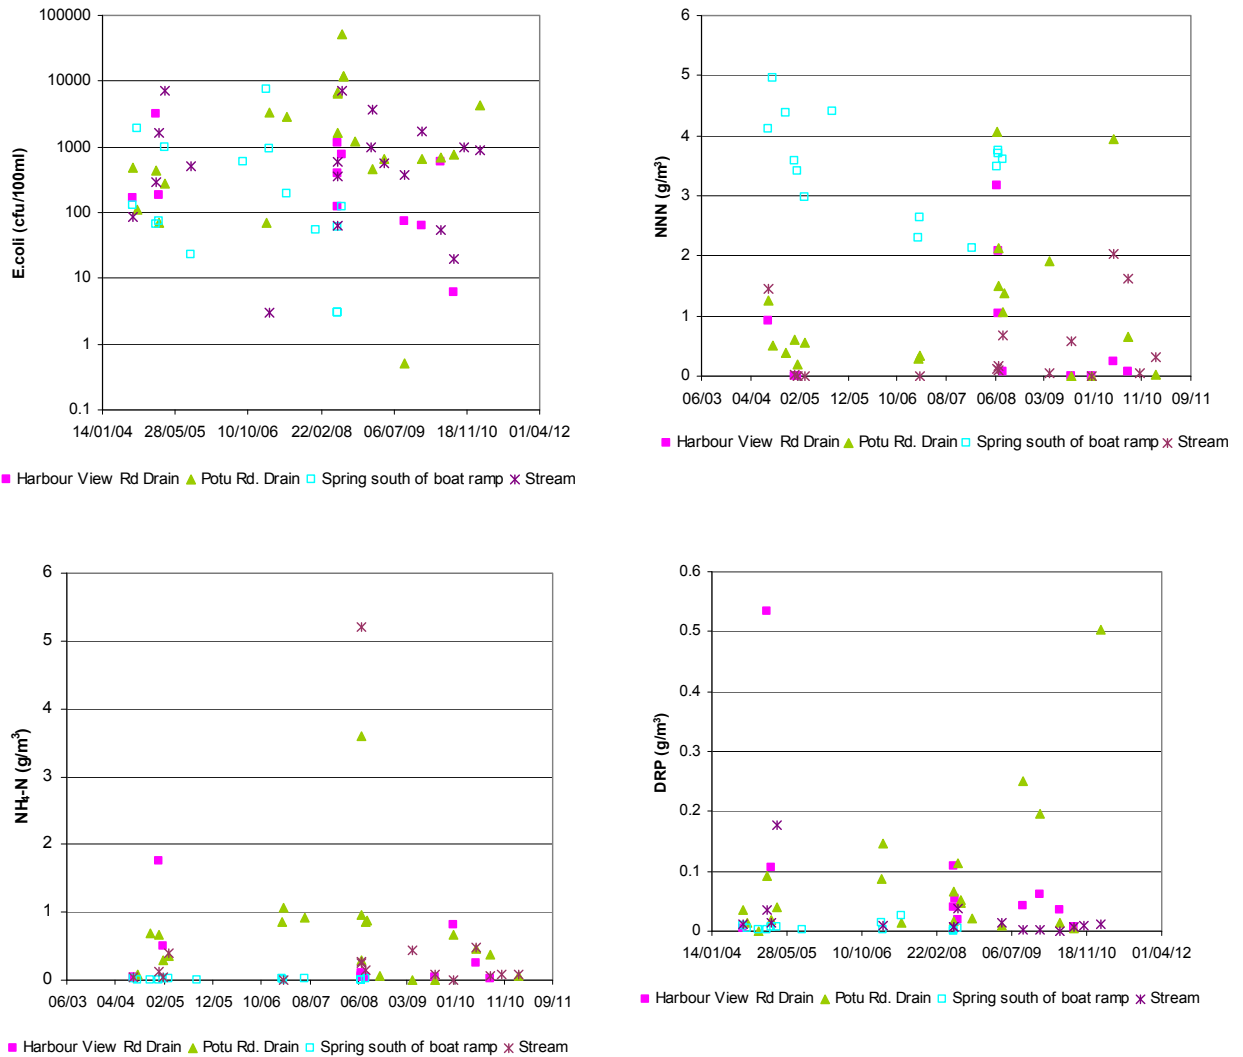 100000
10000
1000
100
10
1
0.1
E.coli (cfu/100ml)
14/01/04 28/05/05 10/10/06 22/02/08 06/07/09 18/11/10 01/04/12
Harbour View Rd Drain Potu Rd. Drain Spring south of boat ramp Stream
6
5
4
3
2
1
0
NNN (g/m³)
06/03 04/04 02/05 12/05 10/06 08/07 06/08 03/09 01/10 11/10 09/11
Harbour View Rd Drain Potu Rd. Drain Spring south of boat ramp Stream
6
5
4
3
2
1
0
NH₄-N (g/m³)
06/03 04/04 02/05 12/05 10/06 08/07 06/08 03/09 01/10 11/10 09/11
Harbour View Rd Drain Potu Rd. Drain Spring south of boat ramp Stream
0.6
0.5
0.4
0.3
0.2
0.1
0
DRP (g/m³)
14/01/04 28/05/05 10/10/06 22/02/08 06/07/09 18/11/10 01/04/12
Harbour View Rd Drain Potu Rd. Drain Spring south of boat ramp Stream